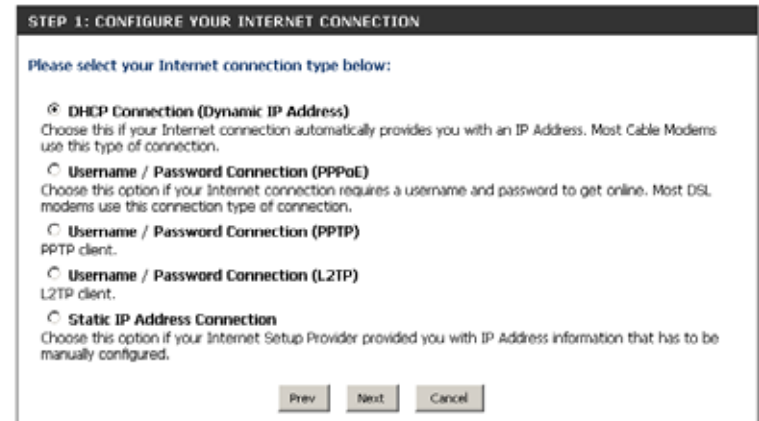 STEP 1: CONFIGURE YOUR INTERNET CONNECTION
Please select your Internet connection type below:
DHCP Connection (Dynamic IP Address)
Choose this if your Internet connection automatically provides you with an IP Address. Most Cable Modems
use this type of connection.
Username / Password Connection (PPPoE)
Choose this option if your Internet connection requires a username and password to get online. Most DSL
modems use this connection type of connection.
Username / Password Connection (PPTP)
PPTP client.
Username / Password Connection (L2TP)
L2TP client.
Static IP Address Connection
Choose this option if your Internet Setup Provider provided you with IP Address information that has to be
manually configured.
Prev Next Cancel